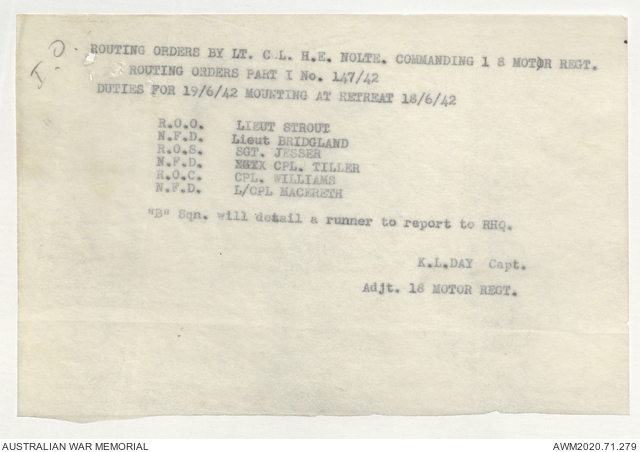 I.O.
ROUTING ORDERS BY LT. COL. H.E. NOLTE. COMMANDING 1 8 MOTOR REGT.
ROUTING ORDERS PART I No. 147/42
DUTIES FOR 19/6/42 MOUNTING AT RETREAT 18/6/42
R.O.O. LIEUT STROUT
N.F.D. Lieut BRIDGLAND
R.O.S. SGT. JESSER
N.F.D. CPL. TILLER
R.O.C. CPL. WILLIAMS
N.F.D. L/CPL MACERETH
"B" Sqn. will detail a runner to report to RHQ.
K.L.DAY Capt.
Adjt. 18 MOTOR REGT.
AUSTRALIAN WAR MEMORIAL
AWM2020.71.279